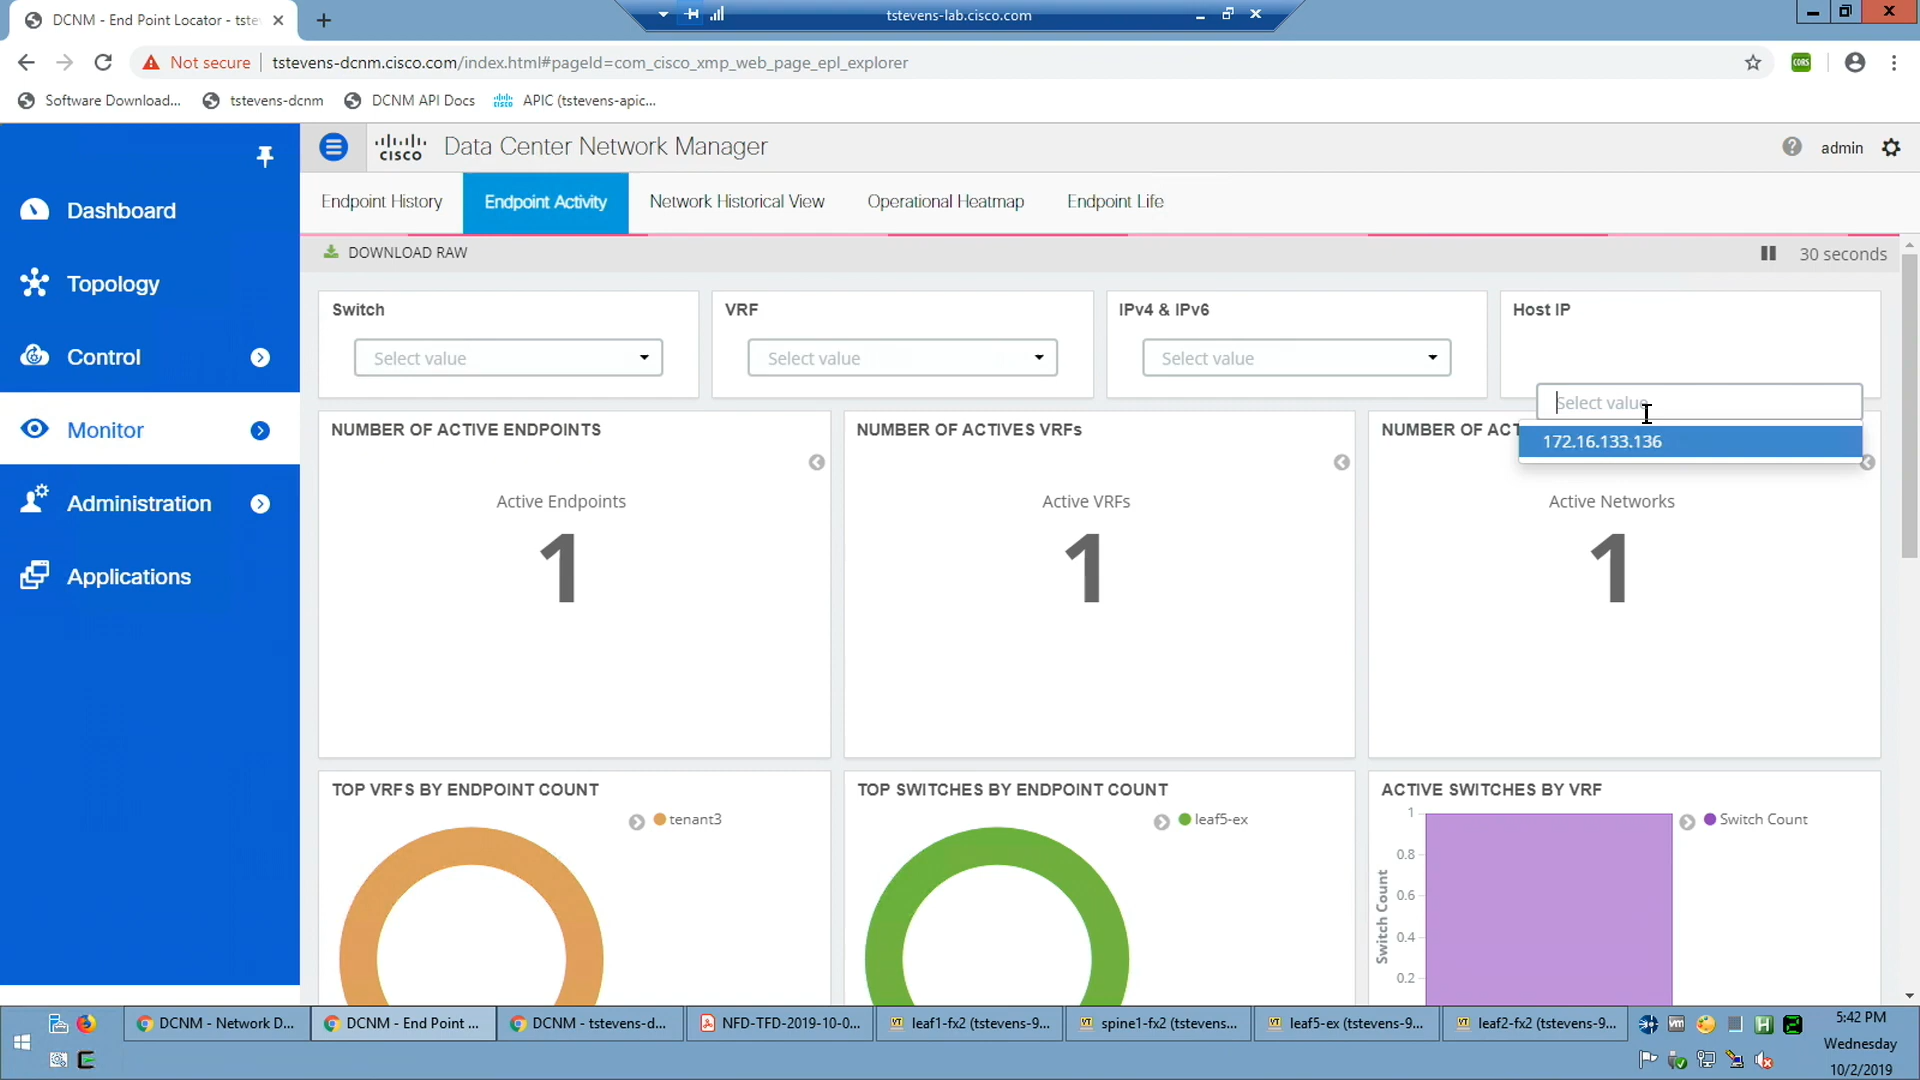 DCNM - End Point Locator - tste
tstevens-lab.cisco.com
Not secure
tstevens-dcnm.cisco.com/index.html#pageId=com_cisco_xmp_web_page_epl_explorer
CORS
Software Download...
tstevens-dcnm
DCNM API Docs
APIC (tstevens-apic...
Dashboard
Topology
Control
Monitor
Administration
Applications
cisco
Data Center Network Manager
admin
Endpoint History
Endpoint Activity
Network Historical View
Operational Heatmap
Endpoint Life
DOWNLOAD RAW
30 seconds
Switch
Select value
VRF
Select value
IPv4 & IPv6
Select value
Host IP
Select value
172.16.133.136
NUMBER OF ACTIVE ENDPOINTS
Active Endpoints
1
NUMBER OF ACTIVES VRFs
Active VRFs
1
NUMBER OF ACT
Active Networks
1
TOP VRFS BY ENDPOINT COUNT
tenant3
TOP SWITCHES BY ENDPOINT COUNT
leaf5-ex
ACTIVE SWITCHES BY VRF
Switch Count
Switch Count
1
0.8
0.6
0.4
0.2
DCNM - Network D...
DCNM - End Point ...
DCNM - tstevens-d...
NFD-TFD-2019-10-0...
leaf1-fx2 (tstevens-9...
spine1-fx2 (tstevens...
leaf5-ex (tstevens-9...
leaf2-fx2 (tstevens-9...
5:42 PM
Wednesday
10/2/2019